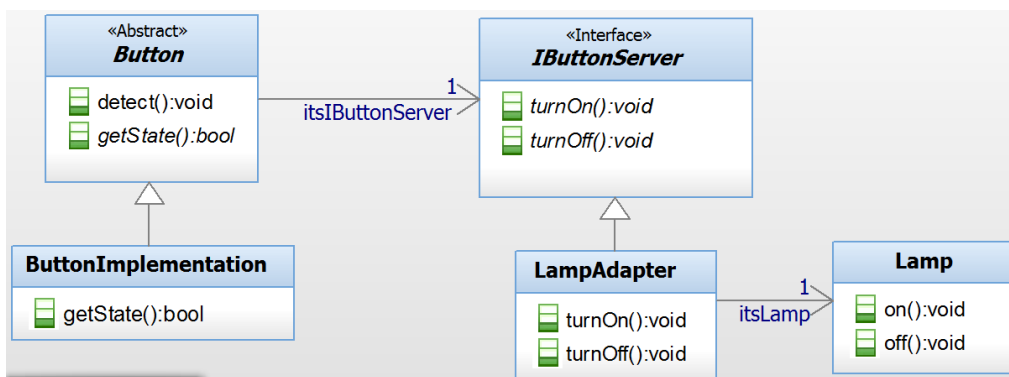 «Abstract»
Button
detect():void
getState():bool
1
itsIButtonServer
«Interface»
IButtonServer
turnOn():void
turnOff():void
ButtonImplementation
getState():bool
LampAdapter
turnOn():void
turnOff():void
1
itsLamp
Lamp
on():void
off():void